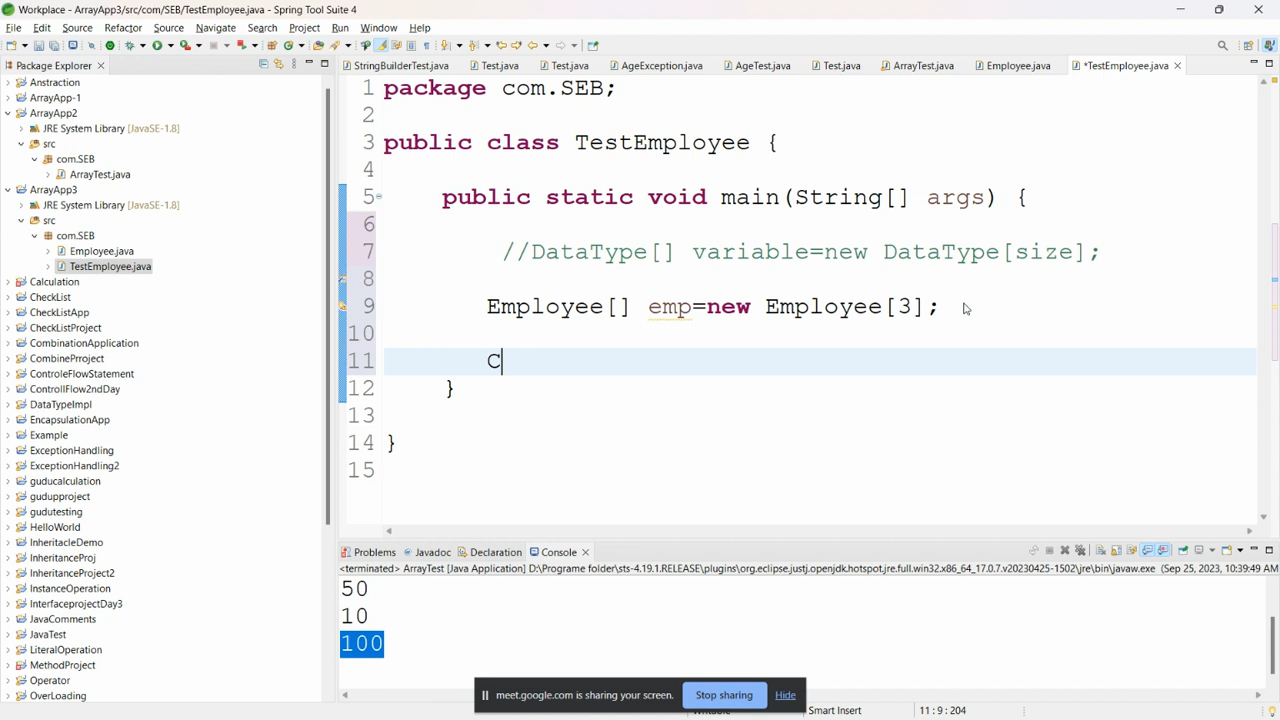 Workplace - ArrayApp3/src/com/SEB/TestEmployee.java - Spring Tool Suite 4
File Edit Source Refactor Source Navigate Search Project Run Window Help
Package Explorer
StringBuilderTest.java Test.java Test.java AgeException.java AgeTest.java Test.java ArrayTest.java Employee.java *TestEmployee.java
Anstraction
ArrayApp-1
ArrayApp2
JRE System Library [JavaSE-1.8]
src
com.SEB
ArrayTest.java
ArrayApp3
JRE System Library [JavaSE-1.8]
src
com.SEB
Employee.java
TestEmployee.java
Calculation
CheckList
CheckListApp
CheckListProject
CombinationApplication
CombineProject
ControleFlowStatement
ControllFlow2ndDay
DataTypeImpl
EncapsulationApp
Example
ExceptionHandling
ExceptionHandling2
guducalculation
gudupproject
gudutesting
HelloWorld
InheritacleDemo
InheritanceProj
InheritanceProject2
InstanceOperation
InterfaceprojectDay3
JavaComments
JavaTest
LiteralOperation
MethodProject
Operator
OverLoading
1 package com.SEB;
2
3 public class TestEmployee {
4
5 public static void main(String[] args) {
6
7 //DataType[] variable=new DataType[size];
8
9 Employee[] emp=new Employee[3];
10
11 C
12 }
13
14 }
15
Problems Javadoc Declaration Console
<terminated> ArrayTest [Java Application] D:\Programe folder\sts-4.19.1.RELEASE\plugins\org.eclipse.justj.openjdk.hotspot.jre.full.win32.x86_64_17.0.7.v20230425-1502\jre\bin\javaw.exe (Sep 25, 2023, 10:39:49 AM
50
10
100
meet.google.com is sharing your screen. Stop sharing Hide
Smart Insert 11 : 9 : 204